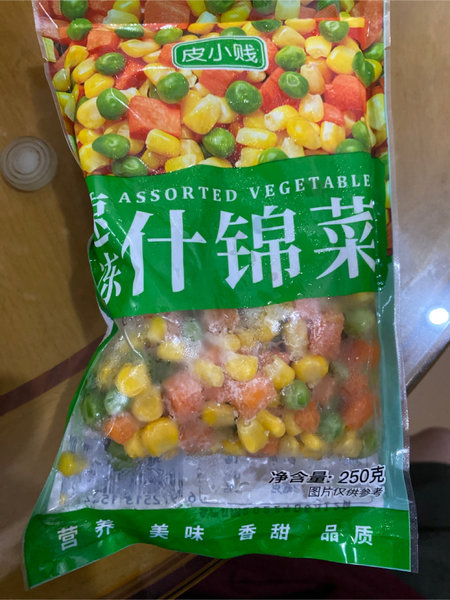 皮小贱
ASSORTED VEGETABLE
速冻
什锦菜
净含量: 250克
图片仅供参考
营养 美味 香甜 品质